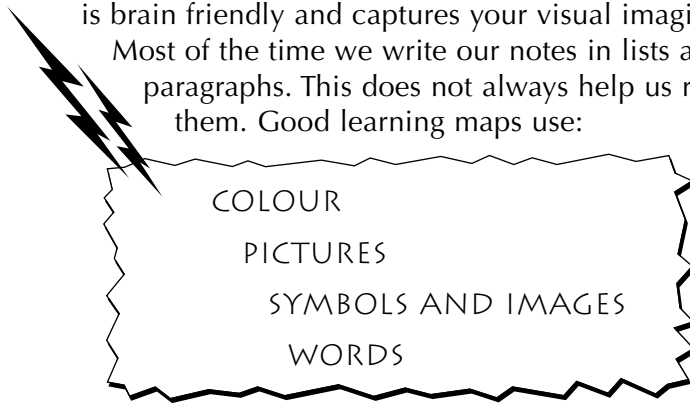 is brain friendly and captures your visual imagi
Most of the time we write our notes in lists a
paragraphs. This does not always help us r
them. Good learning maps use:
COLOUR
PICTURES
SYMBOLS AND IMAGES
WORDS